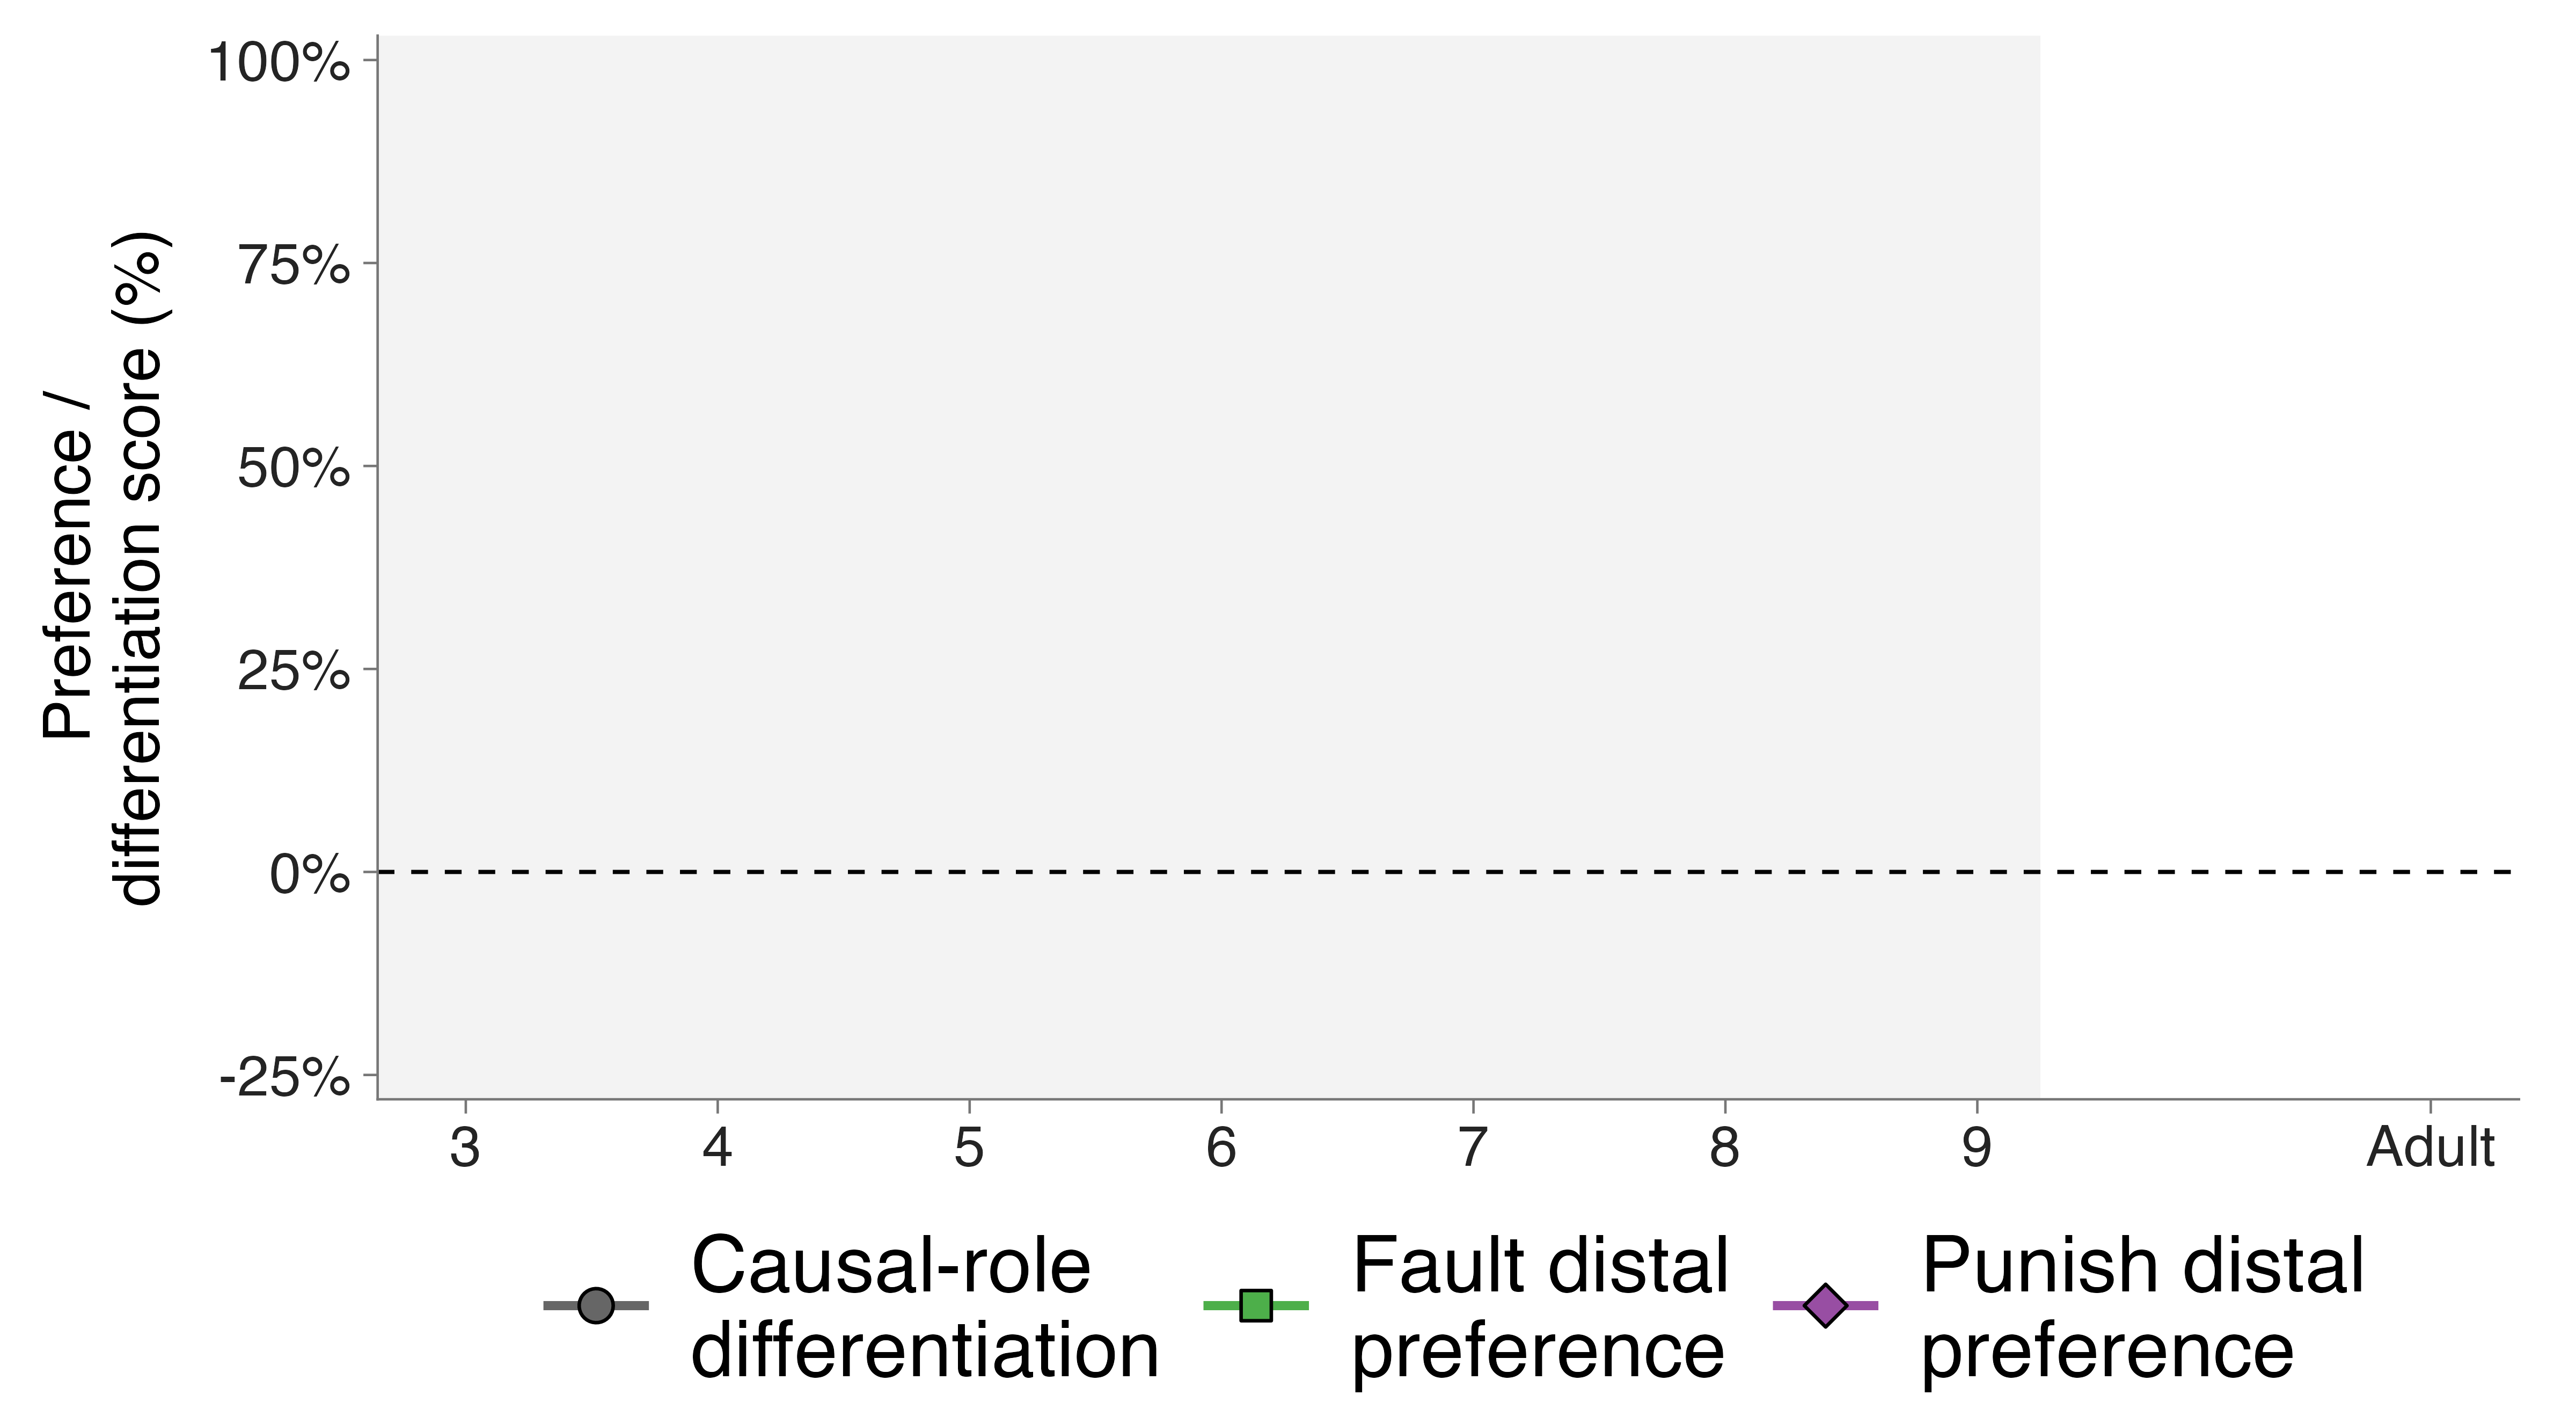 Preference /
differentiation score (%)
100%
75%
50%
25%
0%
-25%
3 4 5 6 7 8 9 Adult
Causal-role
differentiation
Fault distal
preference
Punish distal
preference